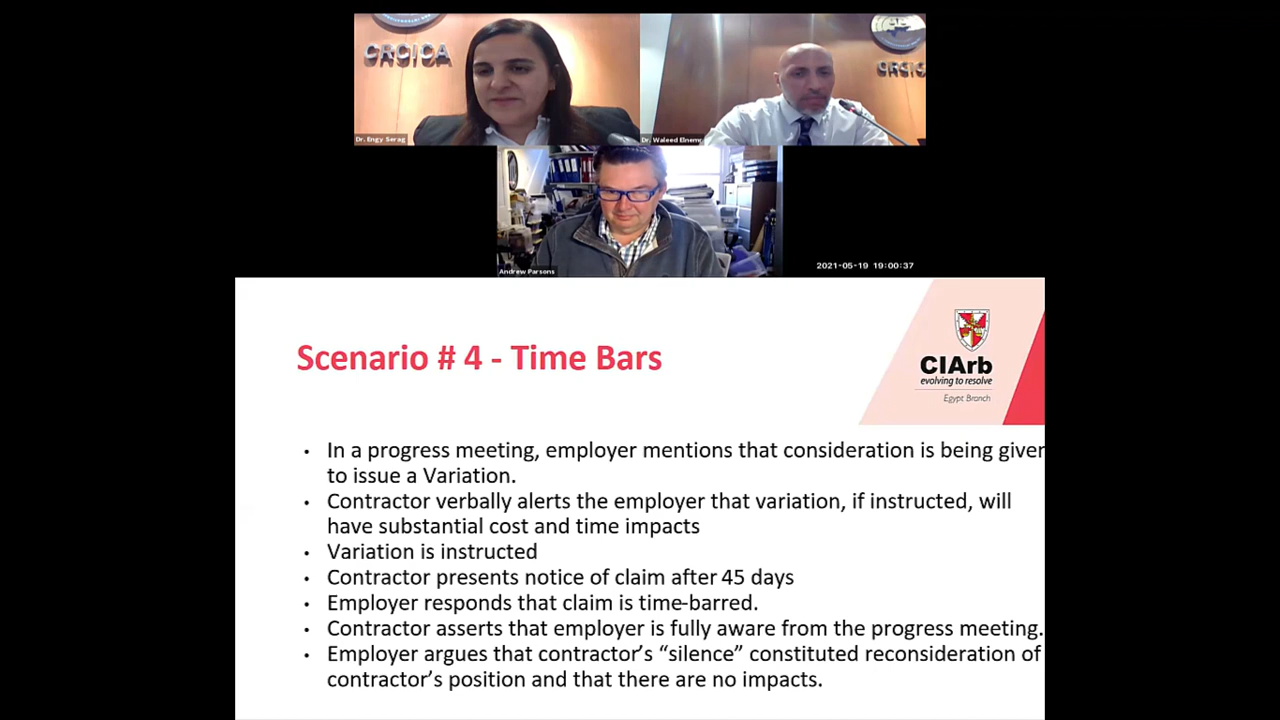 CRCICA
CRCIC
Dr. Engy Serag
Dr. Waleed Elnem
Andrew Parsons
2021-05-19 19:00:37
Scenario # 4 - Time Bars
CIArb
evolving to resolve
Egypt Branch
• In a progress meeting, employer mentions that consideration is being given
to issue a Variation.
• Contractor verbally alerts the employer that variation, if instructed, will
have substantial cost and time impacts
• Variation is instructed
• Contractor presents notice of claim after 45 days
• Employer responds that claim is time-barred.
• Contractor asserts that employer is fully aware from the progress meeting.
• Employer argues that contractor’s “silence” constituted reconsideration of
contractor’s position and that there are no impacts.